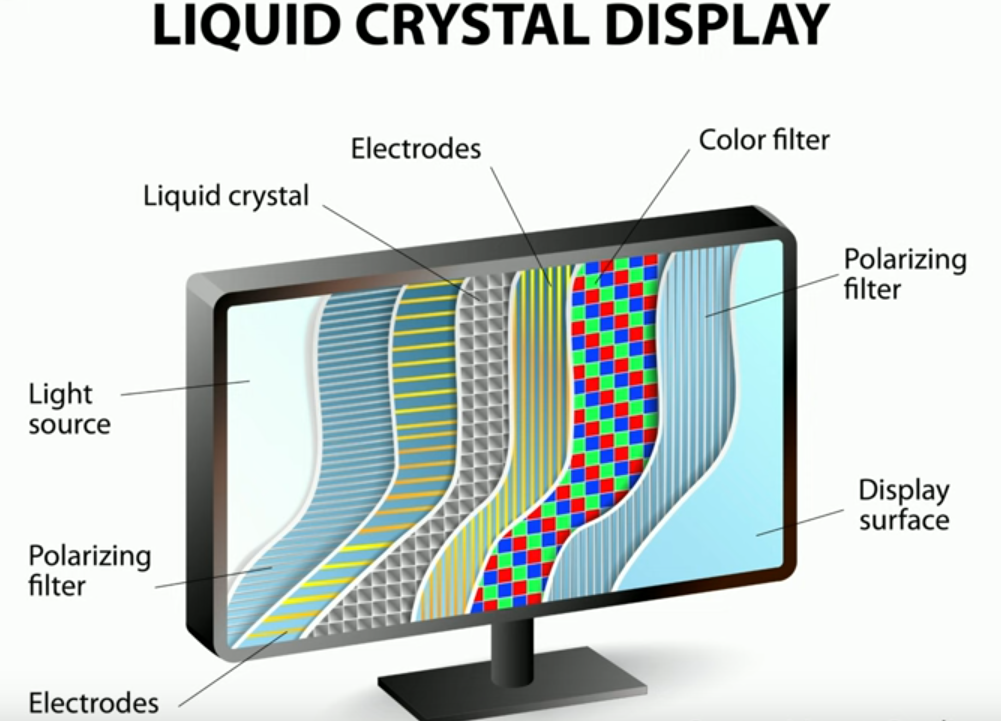 LIQUID CRYSTAL DISPLAY
Electrodes
Color filter
Liquid crystal
Polarizing
filter
Light
source
Display
surface
Polarizing
filter
Electrodes